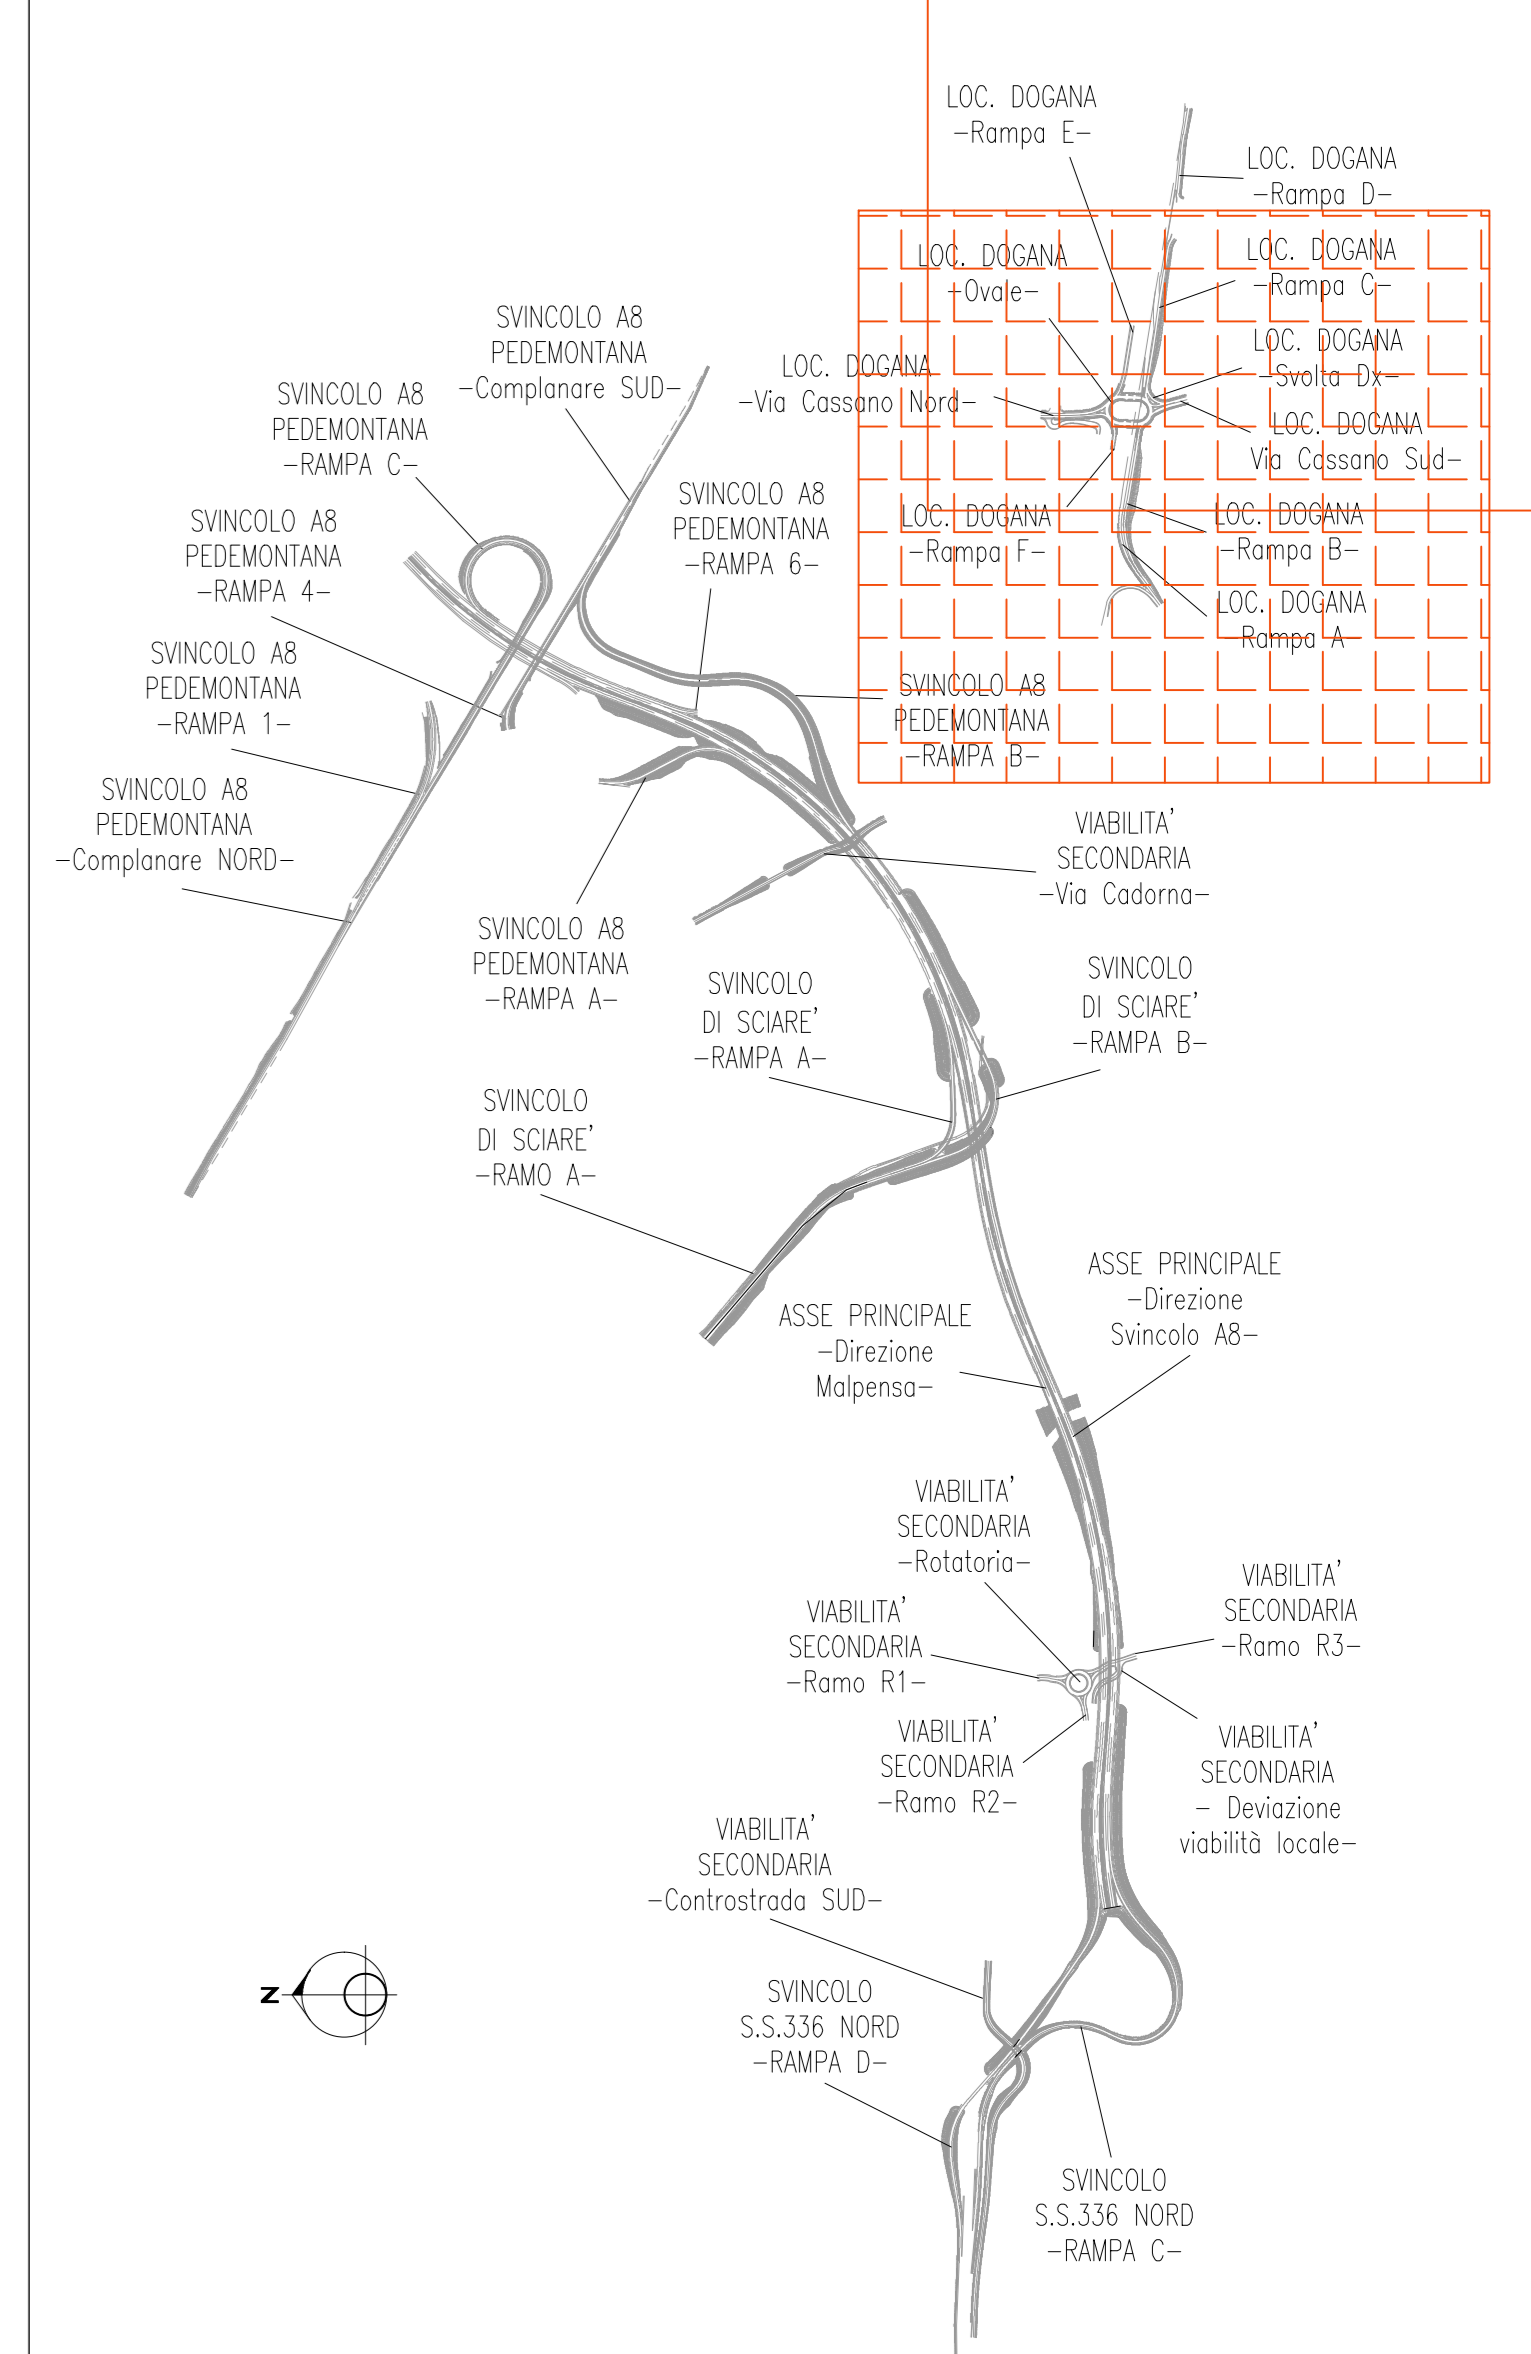 LOC. DOGANA
-Rampa E-
LOC. DOGANA
-Rampa D-
LOC. DOGANA
-Ovale-
LOC. DOGANA
-Rampa C-
SVINCOLO A8
PEDEMONTANA
-Complanare SUD-
LOC. DOGANA
-Svolta Dx-
LOC. DOGANA
-Via Cassano Nord-
SVINCOLO A8
PEDEMONTANA
-RAMPA C-
LOC. DOGANA
Via Cassano Sud-
SVINCOLO A8
PEDEMONTANA
-RAMPA 6-
LOC. DOGANA
-Rampa F-
LOC. DOGANA
-Rampa B-
SVINCOLO A8
PEDEMONTANA
-RAMPA 4-
LOC. DOGANA
-Rampa A-
SVINCOLO A8
PEDEMONTANA
-RAMPA 1-
SVINCOLO A8
PEDEMONTANA
-RAMPA B-
SVINCOLO A8
PEDEMONTANA
-Complanare NORD-
VIABILITA'
SECONDARIA
-Via Cadorna-
SVINCOLO A8
PEDEMONTANA
-RAMPA A-
SVINCOLO
DI SCIARE'
-RAMPA A-
SVINCOLO
DI SCIARE'
-RAMPA B-
SVINCOLO
DI SCIARE'
-RAMO A-
ASSE PRINCIPALE
-Direzione
Svincolo A8-
ASSE PRINCIPALE
-Direzione
Malpensa-
VIABILITA'
SECONDARIA
-Rotatoria-
VIABILITA'
SECONDARIA
-Ramo R3-
VIABILITA'
SECONDARIA
-Ramo R1-
VIABILITA'
SECONDARIA
-Ramo R2-
VIABILITA'
SECONDARIA
- Deviazione
viabilità locale-
VIABILITA'
SECONDARIA
-Controstrada SUD-
N
SVINCOLO
S.S.336 NORD
-RAMPA D-
SVINCOLO
S.S.336 NORD
-RAMPA C-